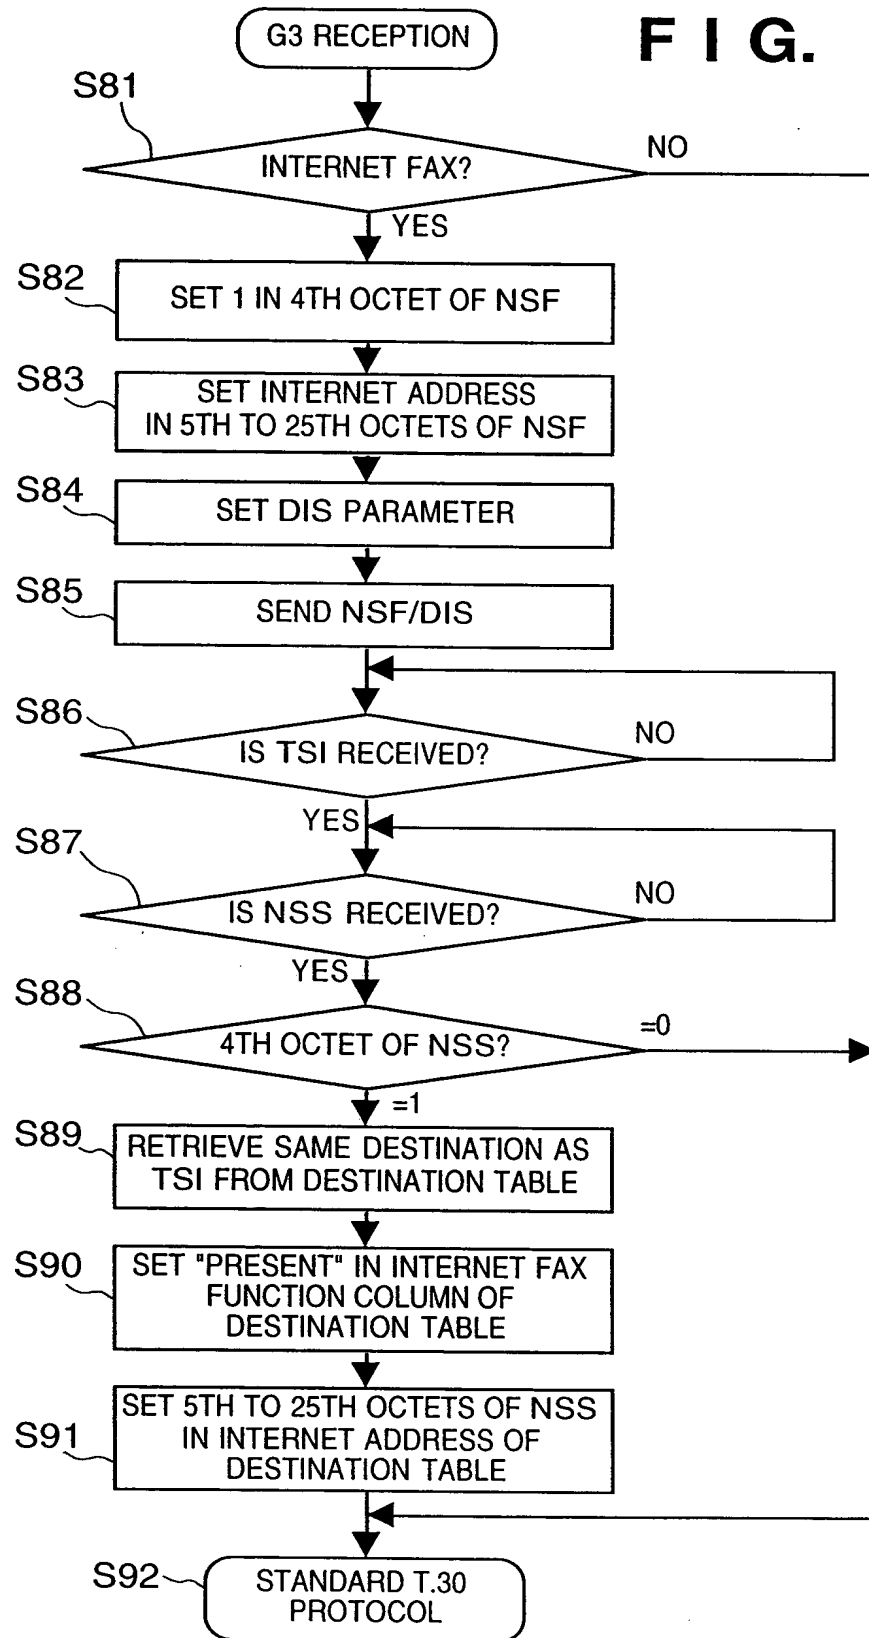 G3 RECEPTION
F I G.
S81
INTERNET FAX?
NO
YES
S82
SET 1 IN 4TH OCTET OF NSF
S83
SET INTERNET ADDRESS
IN 5TH TO 25TH OCTETS OF NSF
S84
SET DIS PARAMETER
S85
SEND NSF/DIS
S86
IS TSI RECEIVED?
NO
YES
S87
IS NSS RECEIVED?
NO
YES
S88
4TH OCTET OF NSS?
=0
=1
S89
RETRIEVE SAME DESTINATION AS
TSI FROM DESTINATION TABLE
S90
SET "PRESENT" IN INTERNET FAX
FUNCTION COLUMN OF
DESTINATION TABLE
S91
SET 5TH TO 25TH OCTETS OF NSS
IN INTERNET ADDRESS OF
DESTINATION TABLE
S92
STANDARD T.30
PROTOCOL